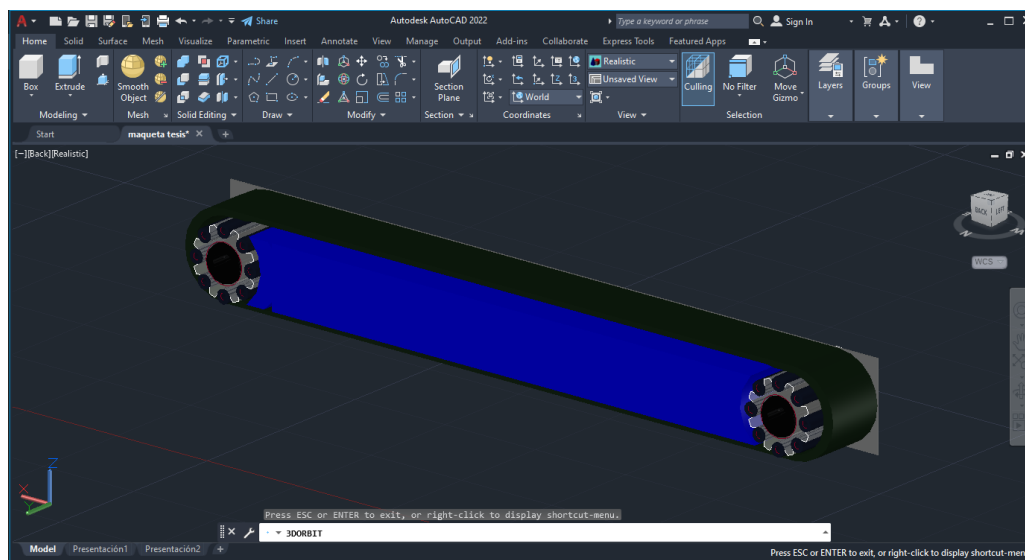 A Share Autodesk AutoCAD 2022 Type a keyword or phrase Sign In
Home Solid Surface Mesh Visualize Parametric Insert Annotate View Manage Output Add-ins Collaborate Express Tools Featured Apps
Box Extrude Smooth Object Section Plane Realistic Unsaved View World Culling No Filter Move Gizmo Layers Groups View
Modeling Mesh Solid Editing Draw Modify Section Coordinates View Selection
Start maqueta tesis*
[−][Back][Realistic]
BACK LEFT
N
WCS
Z
X
Press ESC or ENTER to exit, or right-click to display shortcut-menu.
3DORBIT
Model Presentación1 Presentación2
Press ESC or ENTER to exit, or right-click to display shortcut-men